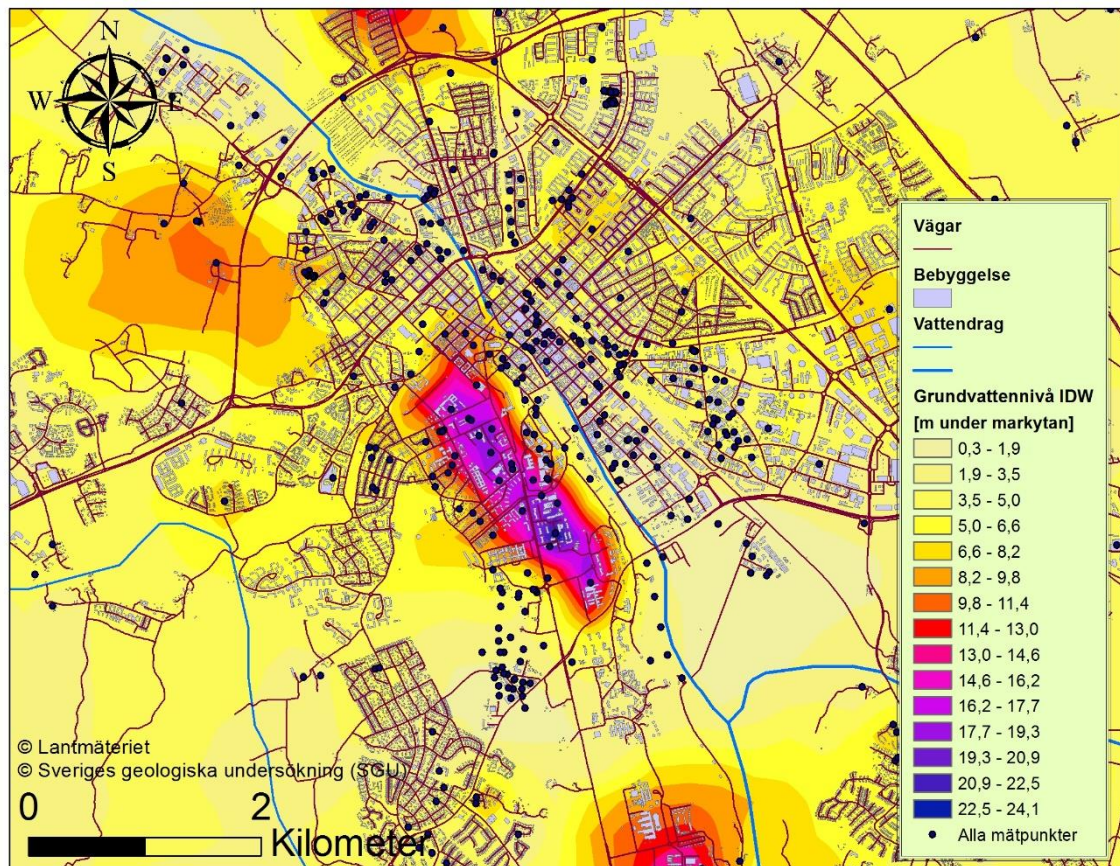 N
W E
S
Vägar
Bebyggelse
Vattendrag
Grundvattennivå IDW
[m under markytan]
0,3 - 1,9
1,9 - 3,5
3,5 - 5,0
5,0 - 6,6
6,6 - 8,2
8,2 - 9,8
9,8 - 11,4
11,4 - 13,0
13,0 - 14,6
14,6 - 16,2
16,2 - 17,7
17,7 - 19,3
19,3 - 20,9
20,9 - 22,5
22,5 - 24,1
Alla mätpunkter
© Lantmäteriet
© Sveriges geologiska undersökning (SGU)
0 2
Kilometer